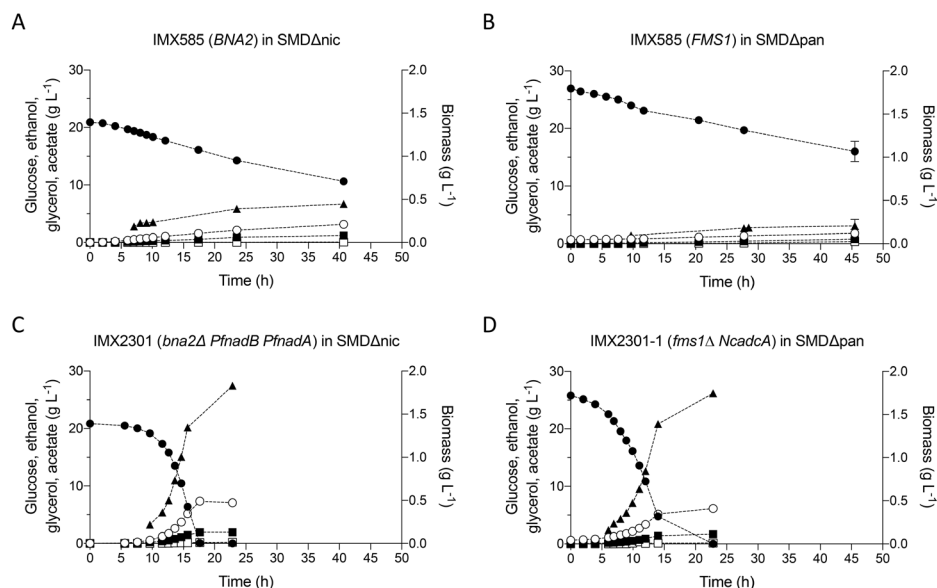 A
IMX585 (BNA2) in SMDΔnic
Glucose, ethanol,
glycerol, acetate (g L-1)
30
20
10
0
2.0
1.5
1.0
0.5
0.0
Biomass (g L-1)
0 5 10 15 20 25 30 35 40 45 50
Time (h)
B
IMX585 (FMS1) in SMDΔpan
Glucose, ethanol,
glycerol, acetate (g L-1)
30
20
10
0
2.0
1.5
1.0
0.5
0.0
Biomass (g L-1)
0 5 10 15 20 25 30 35 40 45 50
Time (h)
C
IMX2301 (bna2Δ PfnadB PfnadA) in SMDΔnic
Glucose, ethanol,
glycerol, acetate (g L-1)
30
20
10
0
2.0
1.5
1.0
0.5
0.0
Biomass (g L-1)
0 5 10 15 20 25 30 35 40 45 50
Time (h)
D
IMX2301-1 (fms1Δ NcadcA) in SMDΔpan
Glucose, ethanol,
glycerol, acetate (g L-1)
30
20
10
0
2.0
1.5
1.0
0.5
0.0
Biomass (g L-1)
0 5 10 15 20 25 30 35 40 45 50
Time (h)